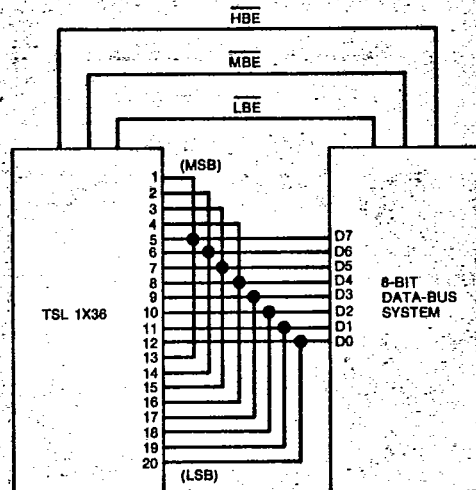 HBE
MBE
LBE
(MSB)
1
2
3
4
5
6
7
8
9
10
11
12
13
14
15
16
17
18
19
20
(LSB)
TSL 1X36
D7
D6
D5
D4
D3
D2
D1
D0
8-BIT
DATA-BUS
SYSTEM